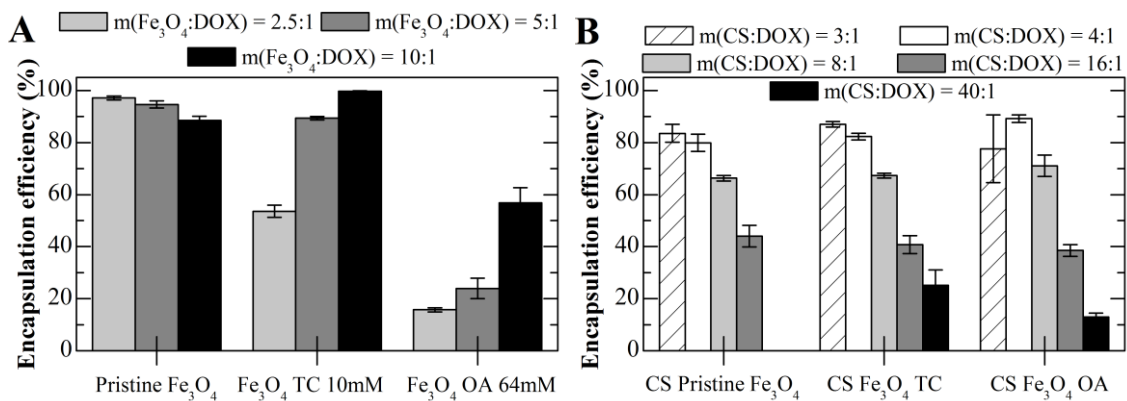 A
m(Fe₃O₄:DOX) = 2.5:1
m(Fe₃O₄:DOX) = 5:1
m(Fe₃O₄:DOX) = 10:1
Encapsulation efficiency (%)
100
80
60
40
20
0
Pristine Fe₃O₄
Fe₃O₄ TC 10mM
Fe₃O₄ OA 64mM
B
m(CS:DOX) = 3:1
m(CS:DOX) = 4:1
m(CS:DOX) = 8:1
m(CS:DOX) = 16:1
m(CS:DOX) = 40:1
Encapsulation efficiency (%)
100
80
60
40
20
0
CS Pristine Fe₃O₄
CS Fe₃O₄ TC
CS Fe₃O₄ OA